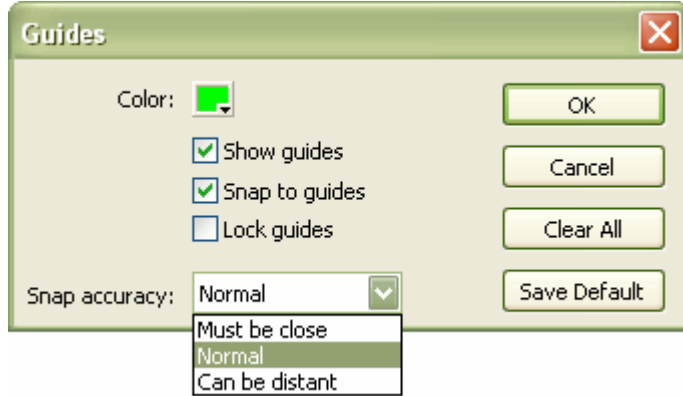 Guides
Color:
OK
Show guides
Cancel
Snap to guides
Lock guides
Clear All
Snap accuracy: Normal
Save Default
Must be close
Normal
Can be distant